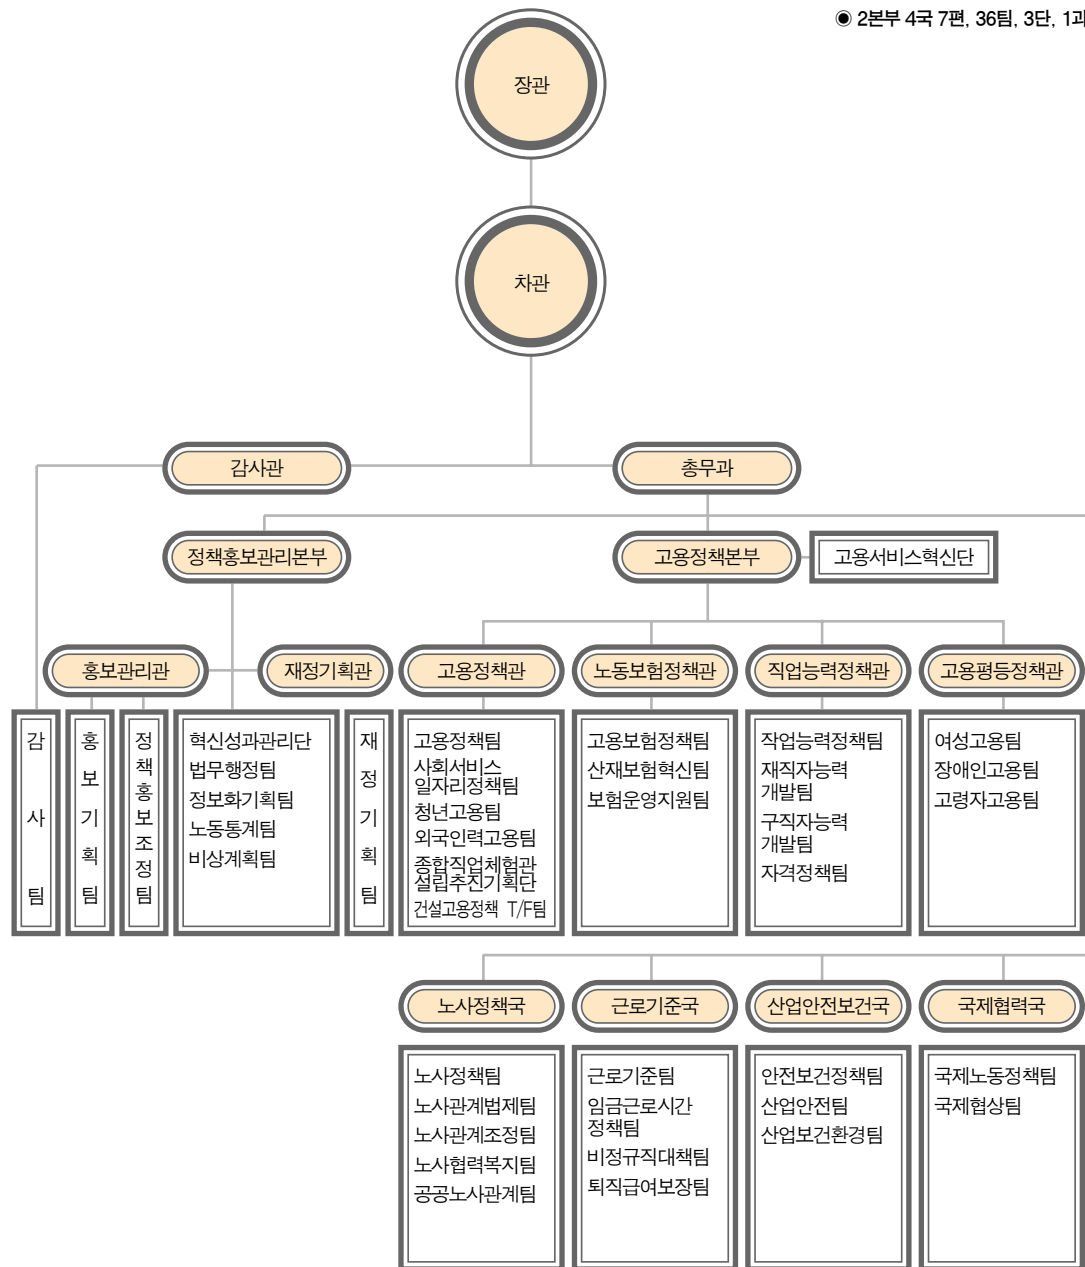 ◉ 2본부 4국 7편, 36팀, 3단, 1과
장관
차관
감사관
총무과
정책홍보관리본부
고용정책본부
고용서비스혁신단
홍보관리관
재정기획관
고용정책관
노동보험정책관
직업능력정책관
고용평등정책관
감사팀
홍보기획팀
정책홍보조정팀
혁신성과관리단
법무행정팀
정보화기획팀
노동통계팀
비상계획팀
재정기획팀
고용정책팀
사회서비스
일자리정책팀
청년고용팀
외국인력고용팀
종합직업체험관
설립추진기획단
건설고용정책 T/F팀
고용보험정책팀
산재보험혁신팀
보험운영지원팀
작업능력정책팀
재직자능력
개발팀
구직자능력
개발팀
자격정책팀
여성고용팀
장애인고용팀
고령자고용팀
노사정책국
근로기준국
산업안전보건국
국제협력국
노사정책팀
노사관계법제팀
노사관계조정팀
노사협력복지팀
공공노사관계팀
근로기준팀
임금근로시간
정책팀
비정규직대책팀
퇴직급여보장팀
안전보건정책팀
산업안전팀
산업보건환경팀
국제노동정책팀
국제협상팀